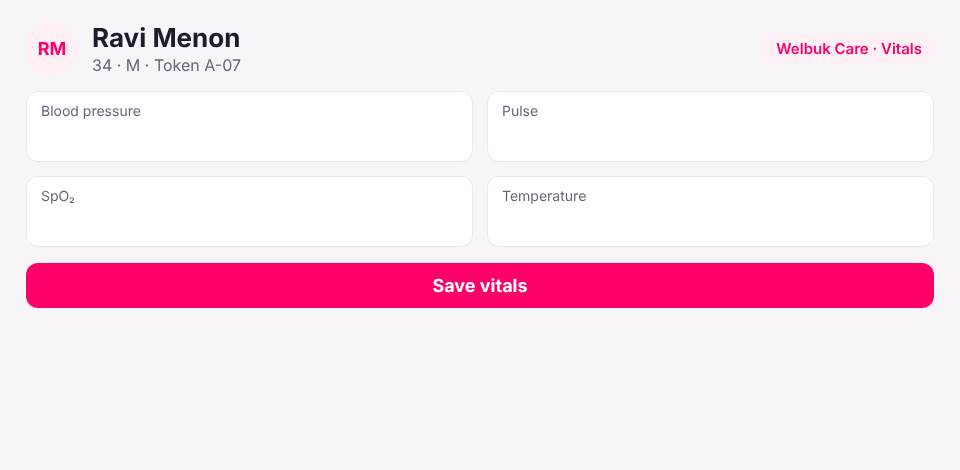 RM
Ravi Menon
34 · M · Token A-07
Welbuk Care · Vitals
Blood pressure
Pulse
SpO₂
Temperature
Save vitals